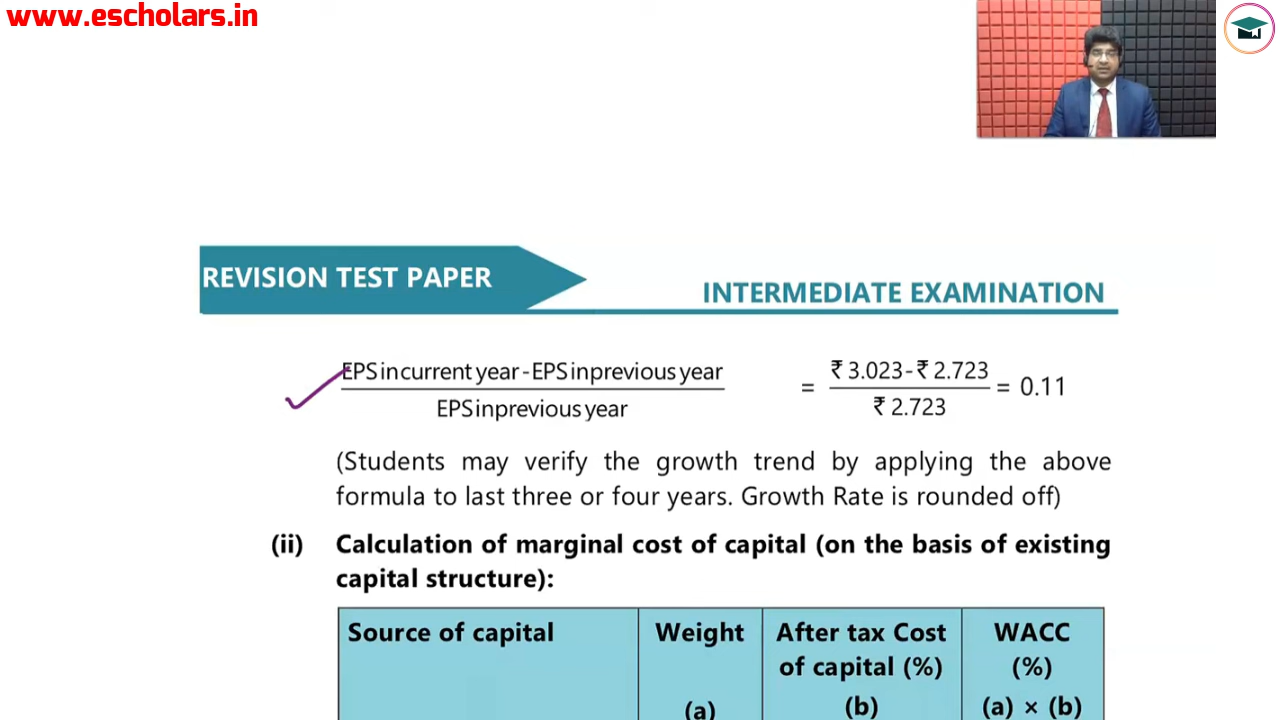 www.escholars.in
REVISION TEST PAPER
INTERMEDIATE EXAMINATION
EPS in current year - EPS in previous year
EPS in previous year
=
₹ 3.023 - ₹ 2.723
₹ 2.723
= 0.11
(Students may verify the growth trend by applying the above
formula to last three or four years. Growth Rate is rounded off)
(ii) Calculation of marginal cost of capital (on the basis of existing
capital structure):
Source of capital
Weight
(a)
After tax Cost
of capital (%)
(b)
WACC
(%)
(a) × (b)